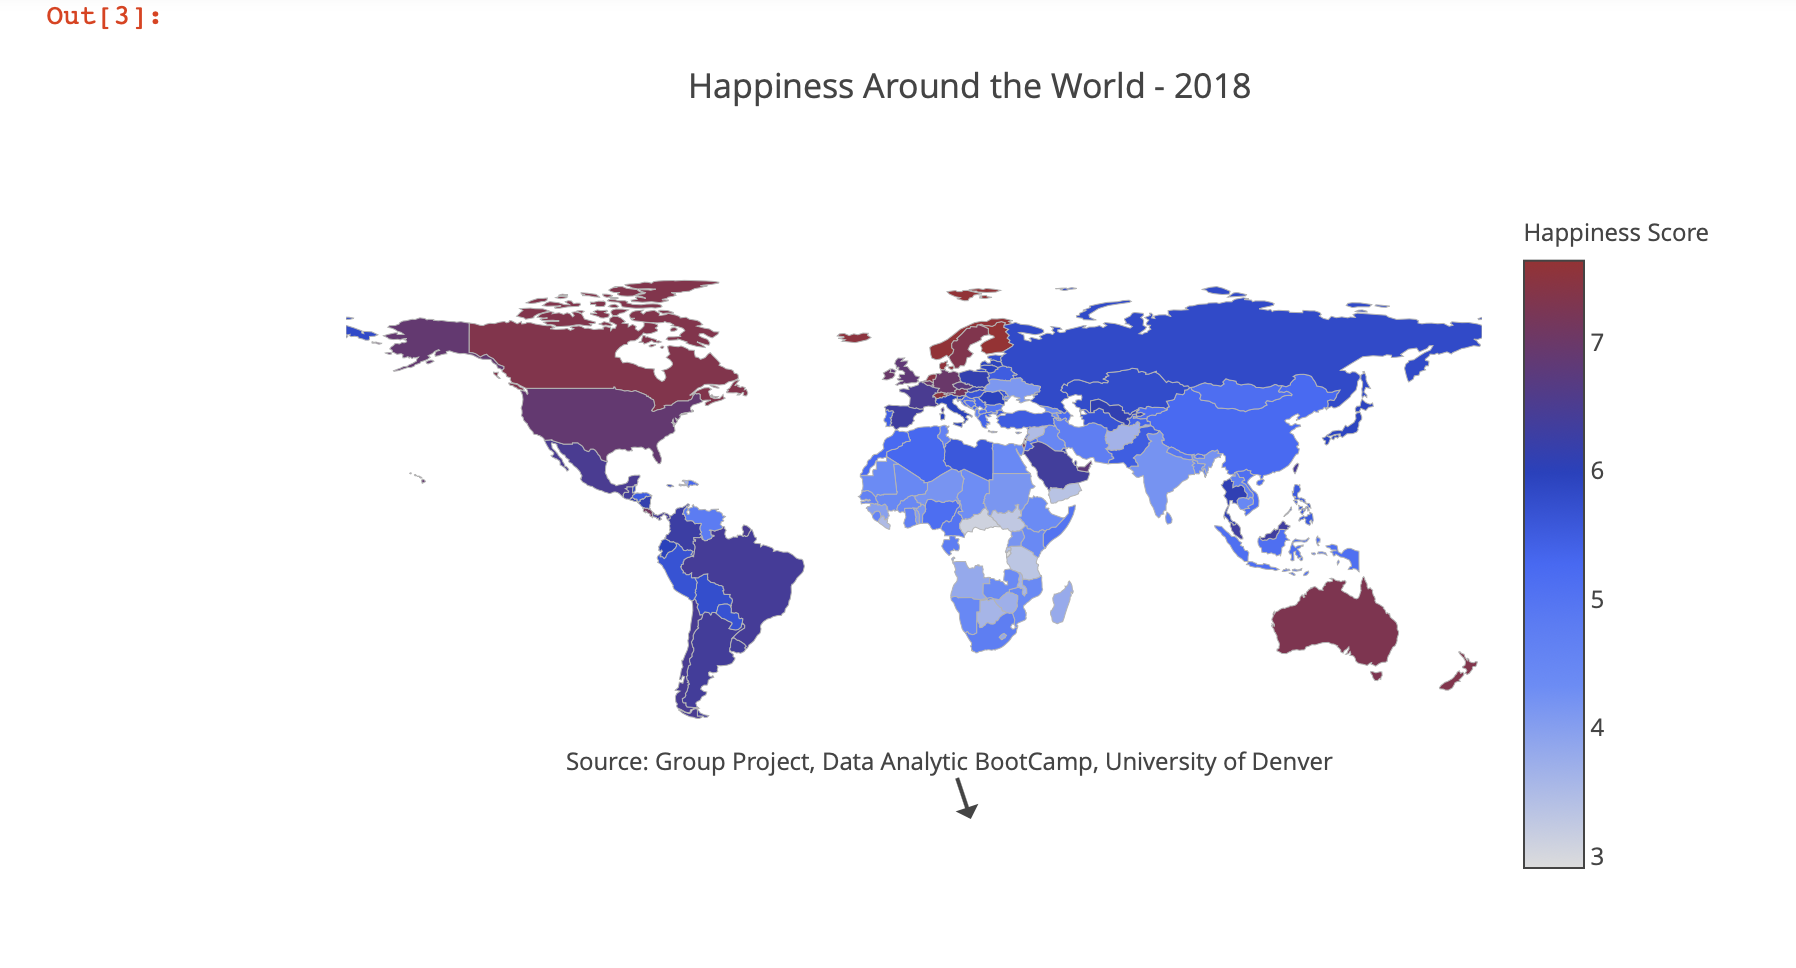 Out[3]:
Happiness Around the World - 2018
Happiness Score
7
6
5
4
3
Source: Group Project, Data Analytic BootCamp, University of Denver